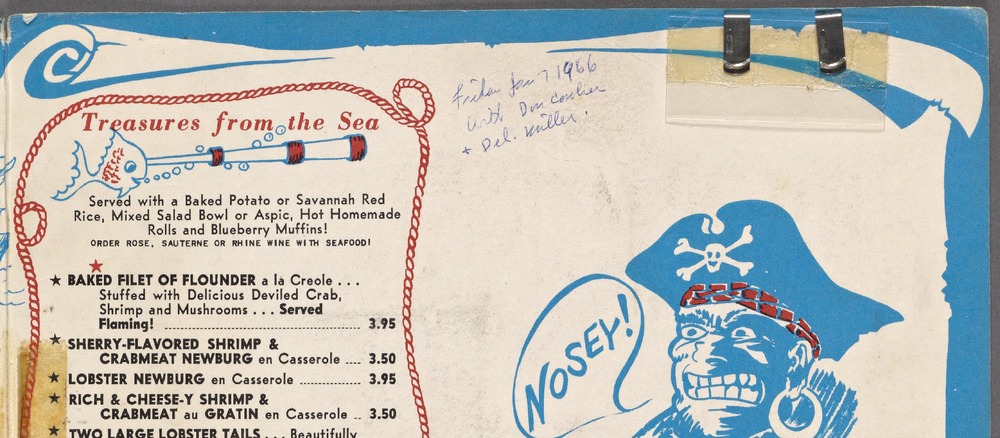 Treasures from the Sea
Served with a Baked Potato or Savannah Red
Rice, Mixed Salad Bowl or Aspic, Hot Homemade
Rolls and Blueberry Muffins!
ORDER ROSE, SAUTERNE OR RHINE WINE WITH SEAFOOD!
★ BAKED FILET OF FLOUNDER a la Creole . . .
Stuffed with Delicious Deviled Crab,
Shrimp and Mushrooms . . . Served
Flaming! ........................ 3.95
★ SHERRY-FLAVORED SHRIMP &
CRABMEAT NEWBURG en Casserole .... 3.50
★ LOBSTER NEWBURG en Casserole ............ 3.95
★ RICH & CHEESE-Y SHRIMP &
CRABMEAT au GRATIN en Casserole .. 3.50
★ TWO LARGE LOBSTER TAILS . . . Beautifully
Friday Jan 7 1966
with Don
+ Del. Miller.
NOSEY!